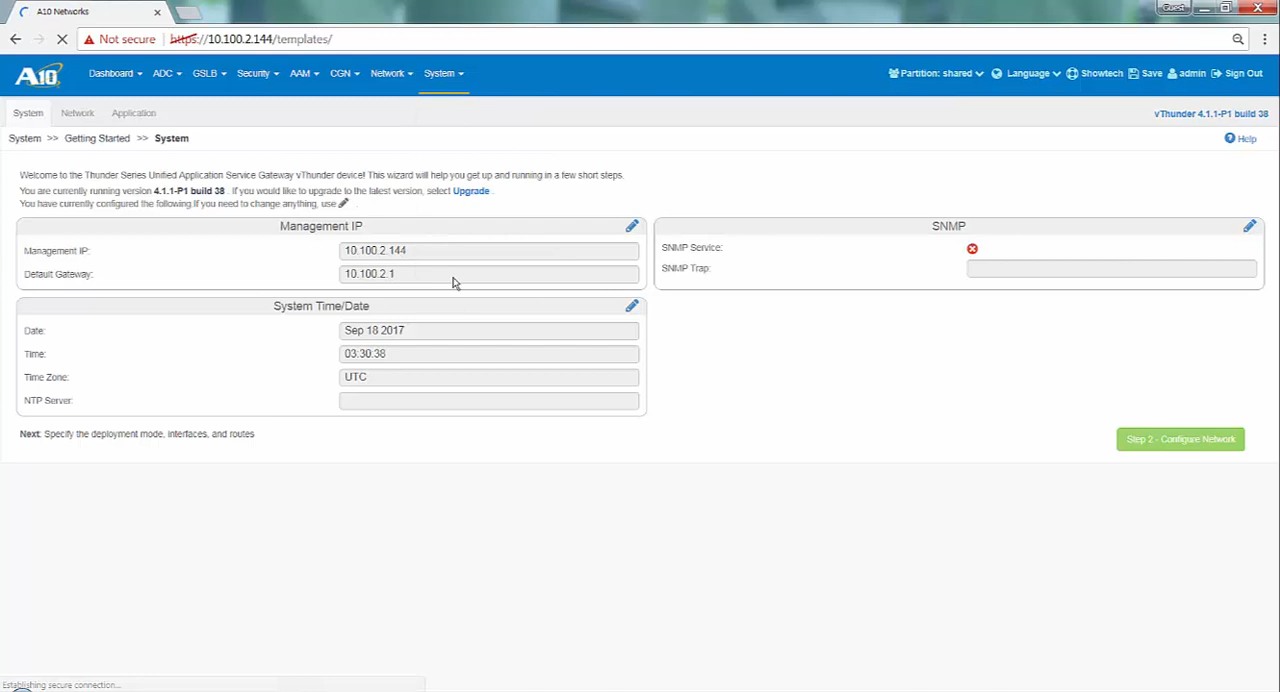 A10 Networks
Guest
Not secure https://10.100.2.144/templates/
A10 Dashboard ADC GSLB Security AAM CGN Network System Partition: shared Language Showtech Save admin Sign Out
System Network Application vThunder 4.1.1-P1 build 38
System >> Getting Started >> System Help
Welcome to the Thunder Series Unified Application Service Gateway vThunder device! This wizard will help you get up and running in a few short steps.
You are currently running version 4.1.1-P1 build 38 . If you would like to upgrade to the latest version, select Upgrade .
You have currently configured the following.If you need to change anything, use .
Management IP
Management IP: 10.100.2.144
Default Gateway: 10.100.2.1
SNMP
SNMP Service:
SNMP Trap:
System Time/Date
Date: Sep 18 2017
Time: 03:30:38
Time Zone: UTC
NTP Server:
Next: Specify the deployment mode, interfaces, and routes
Step 2 - Configure Network
Establishing secure connection...